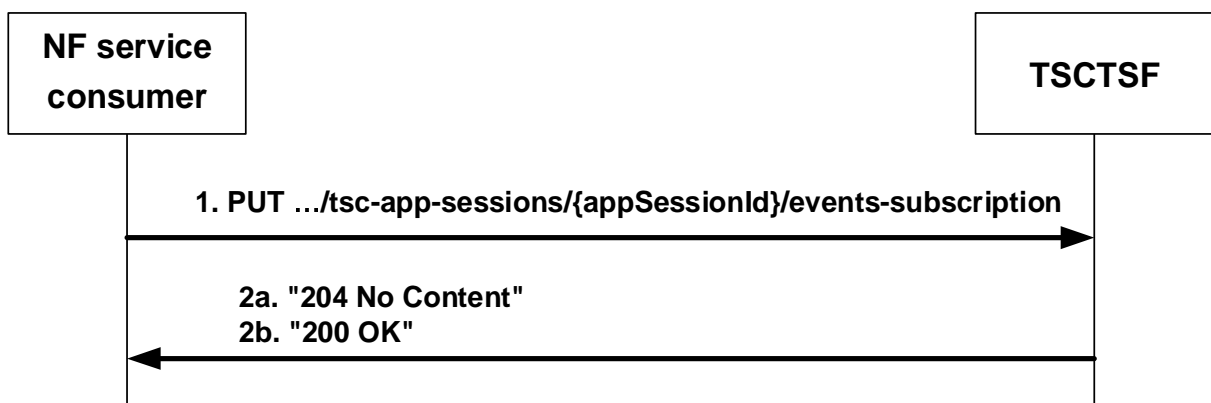 NF service
consumer
TSCTSF
1. PUT .../tsc-app-sessions/{appSessionId}/events-subscription
2a. "204 No Content"
2b. "200 OK"